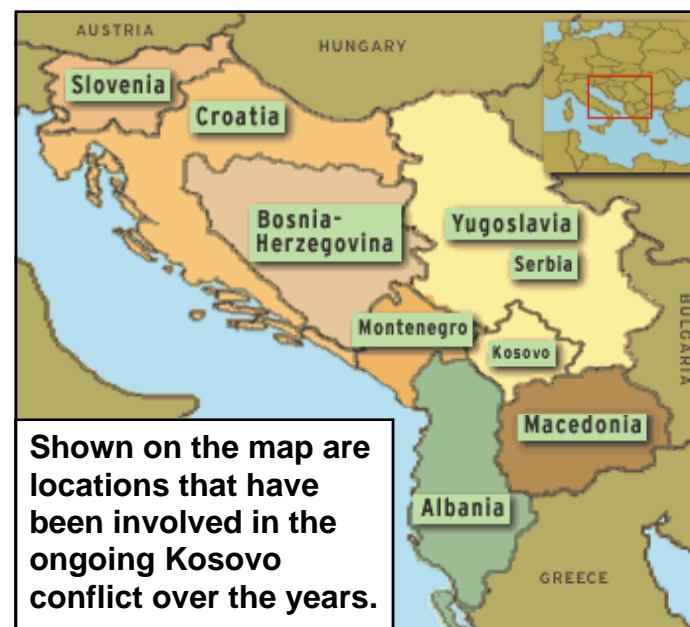 AUSTRIA
HUNGARY
Slovenia
Croatia
Bosnia-
Herzegovina
Yugoslavia
Serbia
Montenegro
Kosovo
BULGARIA
Macedonia
Albania
GREECE
Shown on the map are
locations that have
been involved in the
ongoing Kosovo
conflict over the years.